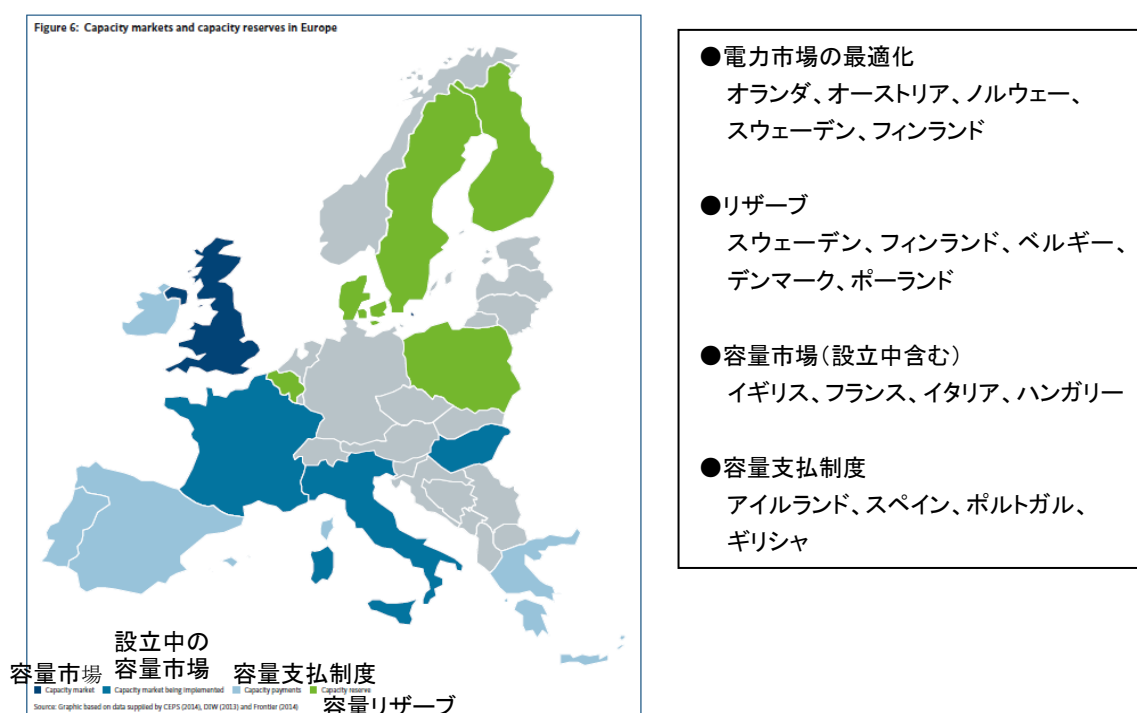 Figure 6: Capacity markets and capacity reserves in Europe
設立中の
容量市場 容量市場 容量支払制度
Capacity market Capacity market being implemented Capacity payments Capacity reserve
容量リザーブ
Source: Graphic based on data supplied by CEPS (2014), DIW (2013) and Frontier (2014)
●電力市場の最適化
オランダ、オーストリア、ノルウェー、
スウェーデン、フィンランド
●リザーブ
スウェーデン、フィンランド、ベルギー、
デンマーク、ポーランド
●容量市場(設立中含む)
イギリス、フランス、イタリア、ハンガリー
●容量支払制度
アイルランド、スペイン、ポルトガル、
ギリシャ